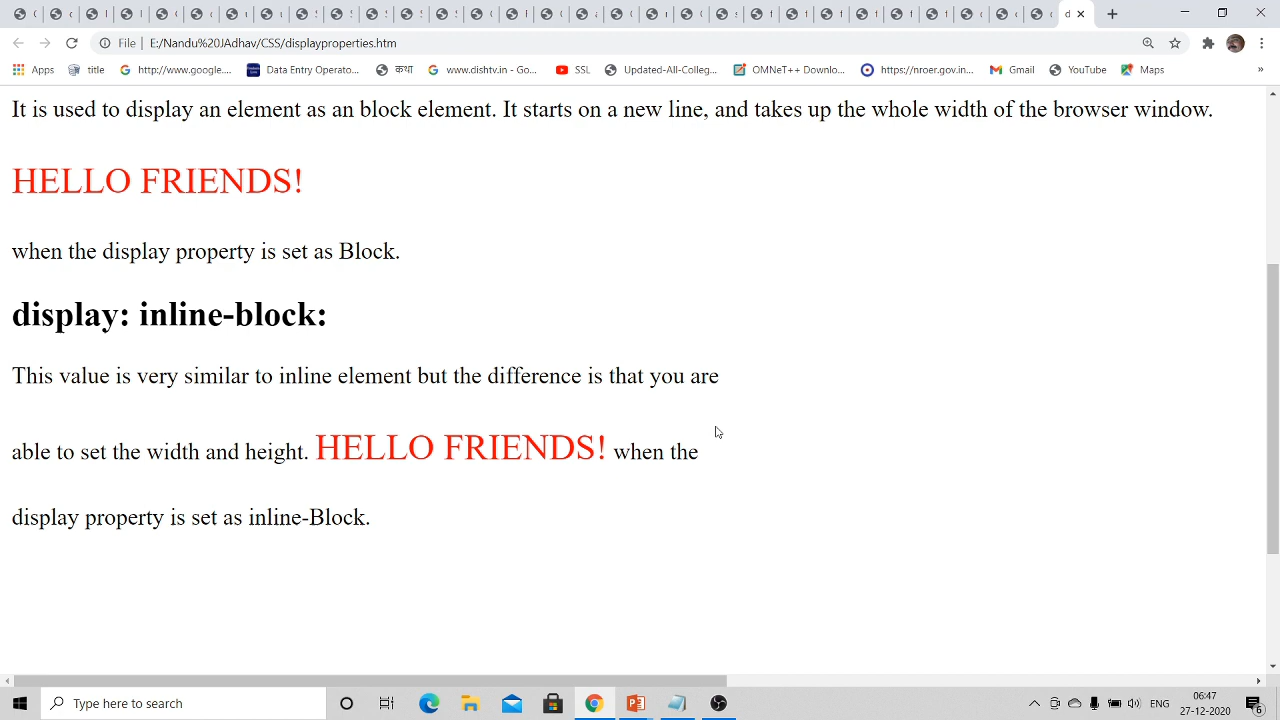 File | E:/Nandu%20JAdhav/CSS/displayproperties.htm
Apps title http://www.google.... Data Entry Operato... कथा www.dishtv.in - Go... SSL Updated-All-Colleg... OMNeT++ Downlo... https://nroer.gov.in... Gmail YouTube Maps »
It is used to display an element as an block element. It starts on a new line, and takes up the whole width of the browser window.
HELLO FRIENDS!
when the display property is set as Block.
display: inline-block:
This value is very similar to inline element but the difference is that you are
able to set the width and height. HELLO FRIENDS! when the
display property is set as inline-Block.
Type here to search
ENG
06:47
27-12-2020
6